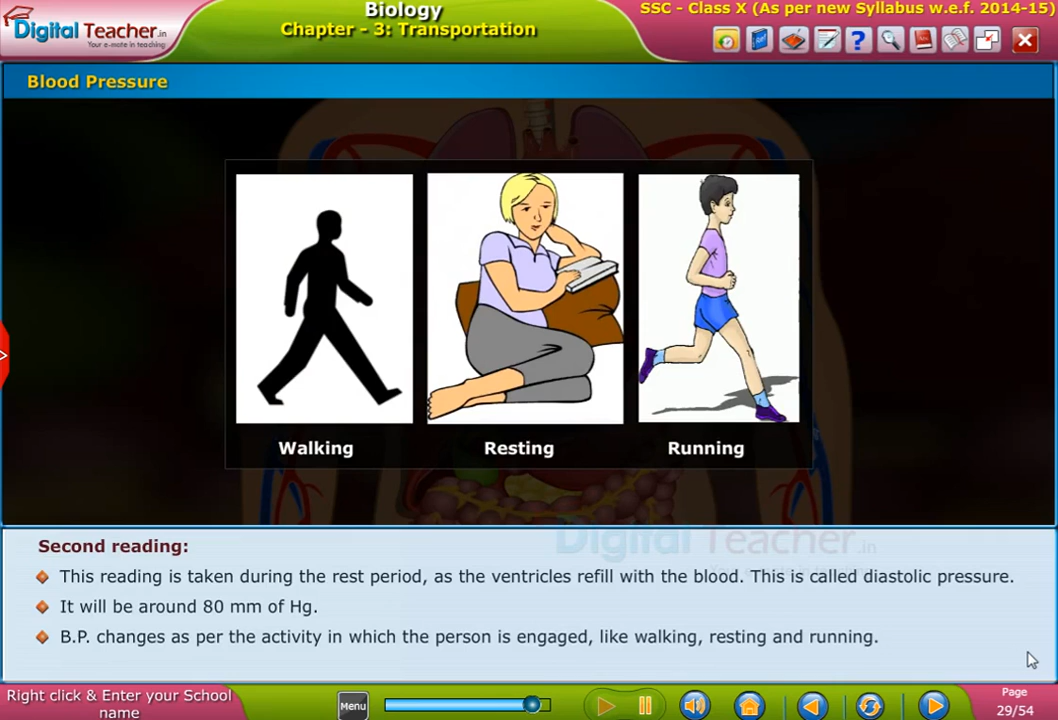 Digital Teacher.in
Your e-mate in teaching
Biology
Chapter - 3: Transportation
SSC - Class X (As per new Syllabus w.e.f. 2014-15)
Blood Pressure
Walking
Resting
Running
Digital Teacher.in
Second reading:
This reading is taken during the rest period, as the ventricles refill with the blood. This is called diastolic pressure.
It will be around 80 mm of Hg.
B.P. changes as per the activity in which the person is engaged, like walking, resting and running.
Right click & Enter your School
name
Menu
Page
29/54